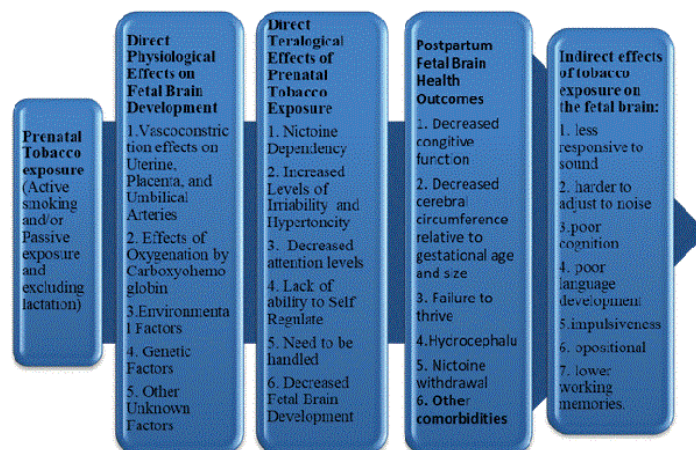 Prenatal
Tobacco
exposure
(Active
smoking
and/or
Passive
exposure
and
excluding
lactation)
Direct
Physiological
Effects on
Fetal Brain
Development
1.Vascoconstric
tion effects on
Uterine,
Placenta, and
Umbilical
Arteries
2. Effects of
Oxygenation by
Carboxyohemo
globin
3.Environmenta
l Factors
4. Genetic
Factors
5. Other
Unknown
Factors
Direct
Teralogical
Effects of
Prenatal
Tobacco
Exposure
1. Nictoine
Dependency
2. Increased
Levels of
Irriability and
Hypertoncity
3. Decreased
attention levels
4. Lack of
ability to Self
Regulate
5. Need to be
handled
6. Decreased
Fetal Brain
Development
Postpartum
Fetal Brain
Health
Outcomes
1. Decreased
congitive
function
2. Decreased
cerebral
circumference
relative to
gestational age
and size
3. Failure to
thrive
4.Hydrocephalu
5. Nictoine
withdrawal
6. Other
comorbidities
Indirect effects
of tobacco
exposure on
the fetal brain:
1. less
responsive to
sound
2. harder to
adjust to noise
3.poor
cognition
4. poor
language
development
5.impulsiveness
6. opositional
7. lower
working
memories.